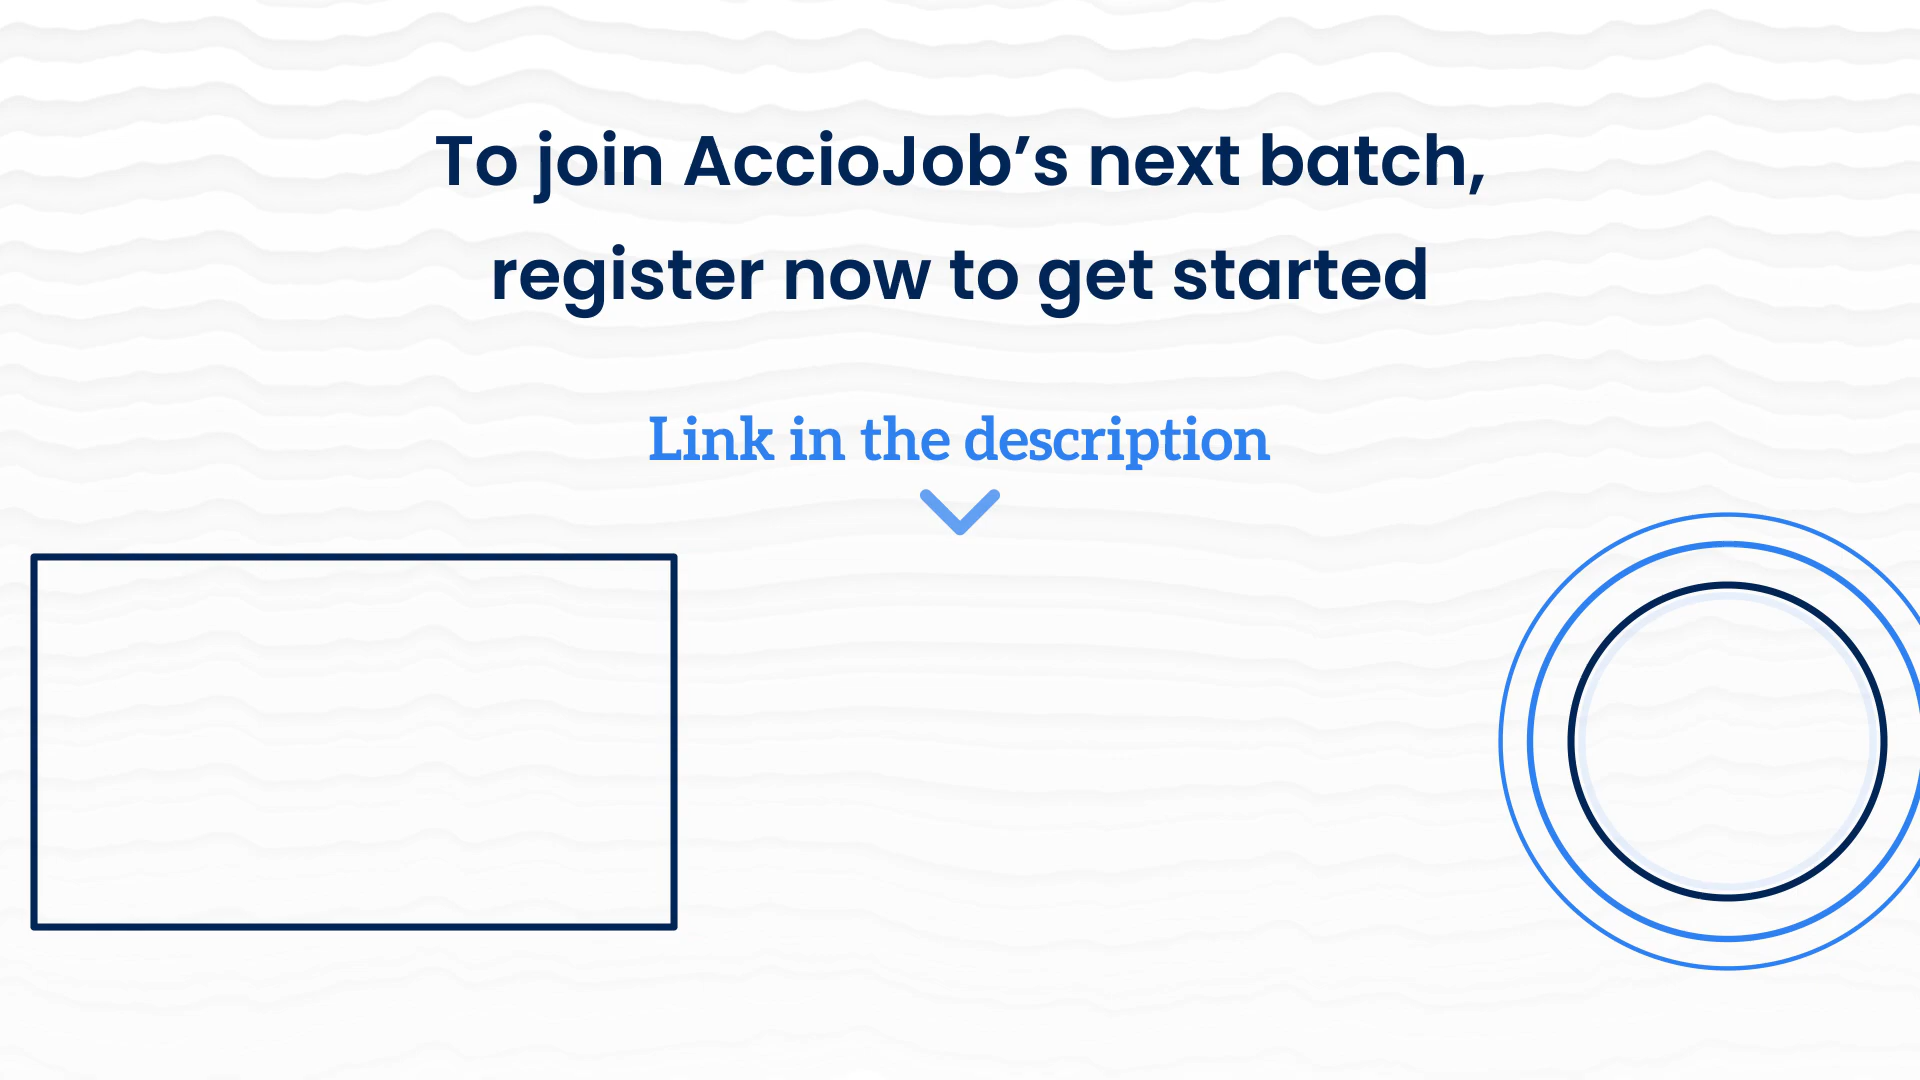 To join AccioJob’s next batch,
register now to get started
Link in the description